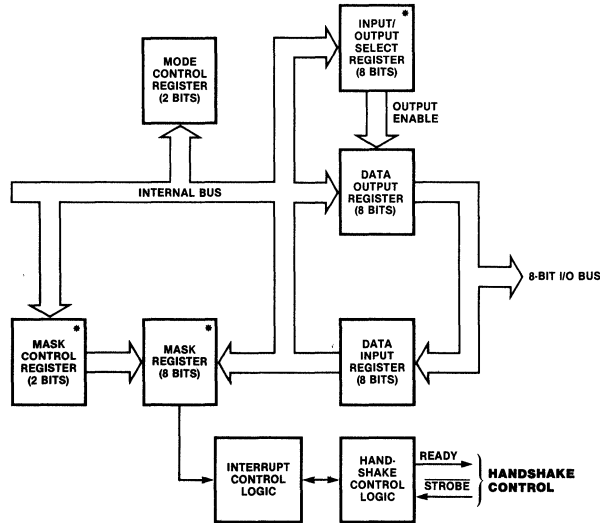 *
INPUT/
OUTPUT
SELECT
REGISTER
(8 BITS)
MODE
CONTROL
REGISTER
(2 BITS)
OUTPUT
ENABLE
INTERNAL BUS
DATA
OUTPUT
REGISTER
(8 BITS)
8-BIT I/O BUS
*
MASK
CONTROL
REGISTER
(2 BITS)
*
MASK
REGISTER
(8 BITS)
DATA
INPUT
REGISTER
(8 BITS)
INTERRUPT
CONTROL
LOGIC
HAND-
SHAKE
CONTROL
LOGIC
READY
STROBE
HANDSHAKE
CONTROL